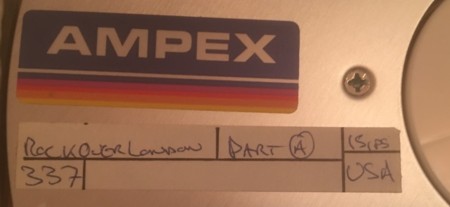 AMPEX
ROCK OVER LONDON PART A 15 IPS
337 USA